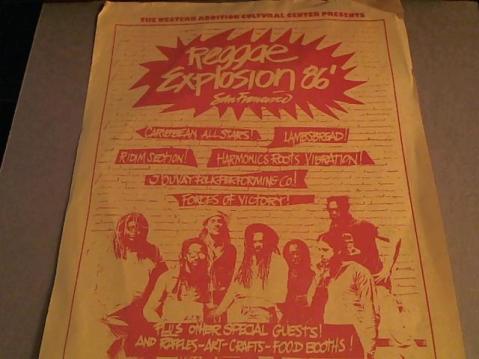 THE WESTERN ADDITION CULTURAL CENTER PRESENTS
Reggae
Explosion 86'
San Francisco
CARIBBEAN ALL STARS! LAMBSBREAD!
RIDIM SECTION! HARMONICS ROOTS VIBRATION!
FOLK PERFORMING CO.!
FORCES OF VICTORY!
PLUS OTHER SPECIAL GUESTS!
AND RAFFLES-ART-CRAFTS-FOOD BOOTHS!